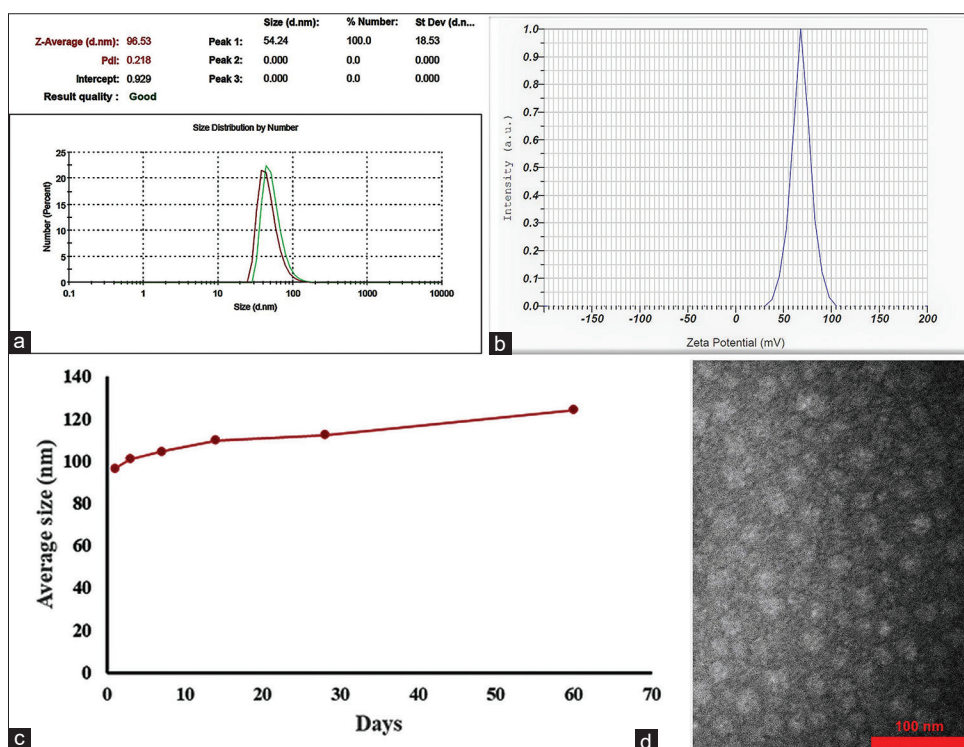 Size (d.nm): % Number: St Dev (d.n...
Z-Average (d.nm): 96.53 Peak 1: 54.24 100.0 18.53
PdI: 0.218 Peak 2: 0.000 0.0 0.000
Intercept: 0.929 Peak 3: 0.000 0.0 0.000
Result quality : Good
Size Distribution by Number
Number (Percent)
25
20
15
10
5
0
0.1 1 10 100 1000 10000
Size (d.nm)
a
Intensity (a.u.)
1.0
0.9
0.8
0.7
0.6
0.5
0.4
0.3
0.2
0.1
0.0
-150 -100 -50 0 50 100 150 200
Zeta Potential (mV)
b
Average size (nm)
140
120
100
80
60
40
20
0
0 10 20 30 40 50 60 70
Days
c
100 nm
d